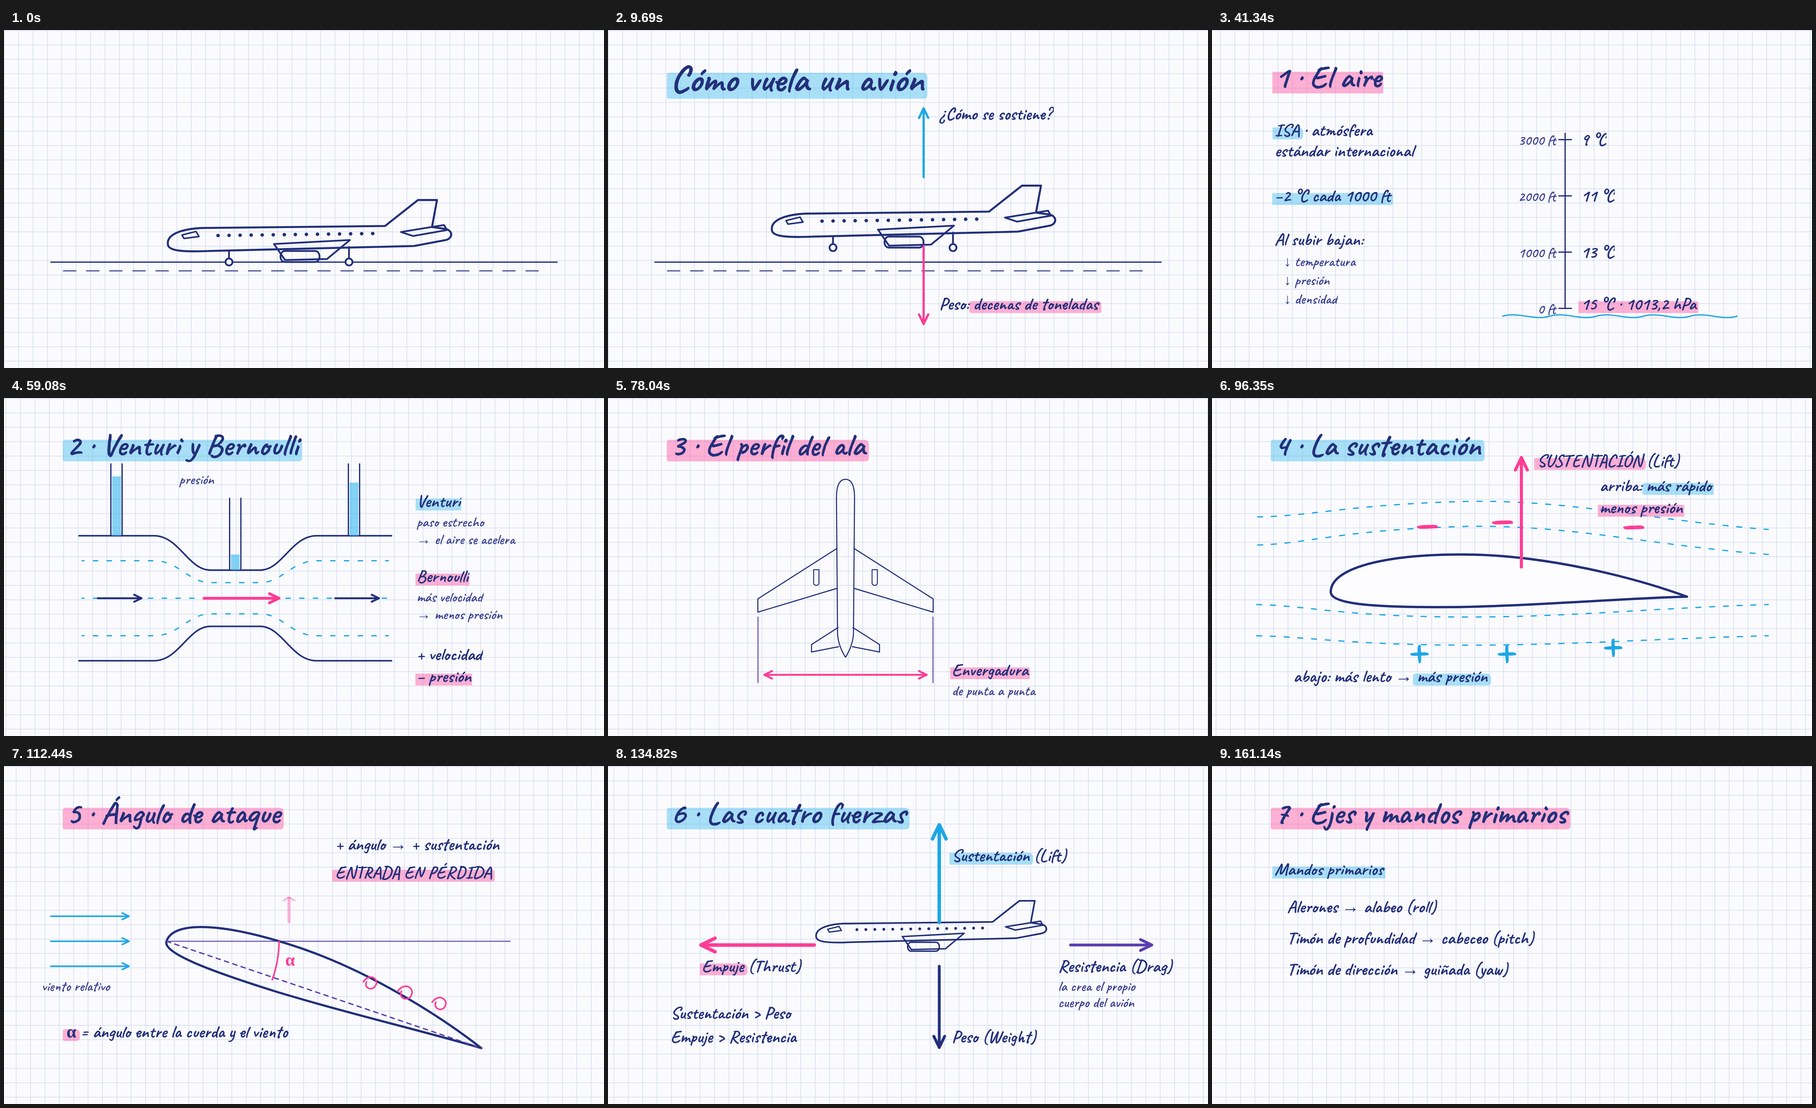 1. 0s
2. 9.69s
Cómo vuela un avión
¿Cómo se sostiene?
Peso: decenas de toneladas
3. 41.34s
1 · El aire
ISA · atmósfera
estándar internacional
−2 °C cada 1000 ft
Al subir bajan:
↓ temperatura
↓ presión
↓ densidad
3000 ft 9 °C
2000 ft 11 °C
1000 ft 13 °C
0 ft 15 °C · 1013,2 hPa
4. 59.08s
2 · Venturi y Bernoulli
presión
Venturi
paso estrecho
→ el aire se acelera
Bernoulli
más velocidad
→ menos presión
+ velocidad
− presión
5. 78.04s
3 · El perfil del ala
Envergadura
de punta a punta
6. 96.35s
4 · La sustentación
SUSTENTACIÓN (Lift)
arriba: más rápido
menos presión
abajo: más lento → más presión
7. 112.44s
5 · Ángulo de ataque
+ ángulo → + sustentación
ENTRADA EN PÉRDIDA
α
viento relativo
α = ángulo entre la cuerda y el viento
8. 134.82s
6 · Las cuatro fuerzas
Sustentación (Lift)
Empuje (Thrust)
Resistencia (Drag)
la crea el propio
cuerpo del avión
Sustentación > Peso
Empuje > Resistencia
Peso (Weight)
9. 161.14s
7 · Ejes y mandos primarios
Mandos primarios
Alerones → alabeo (roll)
Timón de profundidad → cabeceo (pitch)
Timón de dirección → guiñada (yaw)